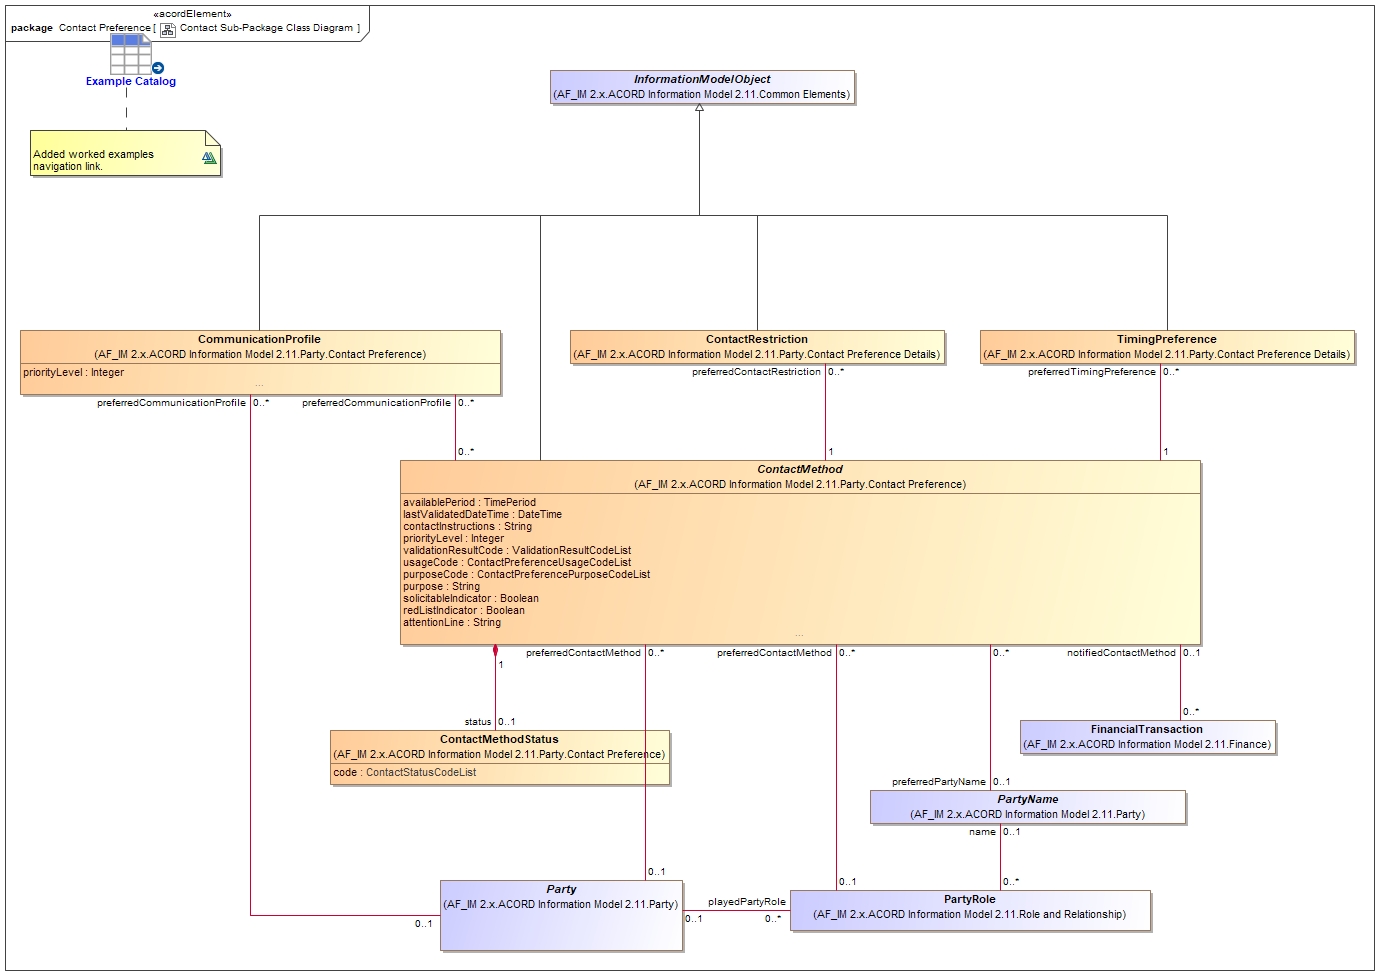 «acordElement»
package Contact Preference [ Contact Sub-Package Class Diagram ]
Example Catalog
Added worked examples
navigation link.
InformationModelObject
(AF_IM 2.x.ACORD Information Model 2.11.Common Elements)
CommunicationProfile
(AF_IM 2.x.ACORD Information Model 2.11.Party.Contact Preference)
priorityLevel : Integer
...
ContactRestriction
(AF_IM 2.x.ACORD Information Model 2.11.Party.Contact Preference Details)
TimingPreference
(AF_IM 2.x.ACORD Information Model 2.11.Party.Contact Preference Details)
preferredCommunicationProfile 0..*
preferredCommunicationProfile 0..*
preferredContactRestriction 0..*
preferredTimingPreference 0..*
0..*
1
1
ContactMethod
(AF_IM 2.x.ACORD Information Model 2.11.Party.Contact Preference)
availablePeriod : TimePeriod
lastValidatedDateTime : DateTime
contactInstructions : String
priorityLevel : Integer
validationResultCode : ValidationResultCodeList
usageCode : ContactPreferenceUsageCodeList
purposeCode : ContactPreferencePurposeCodeList
purpose : String
solicitableIndicator : Boolean
redListIndicator : Boolean
attentionLine : String
...
1
preferredContactMethod 0..*
preferredContactMethod 0..*
0..*
notifiedContactMethod 0..1
status 0..1
0..*
ContactMethodStatus
(AF_IM 2.x.ACORD Information Model 2.11.Party.Contact Preference)
code : ContactStatusCodeList
FinancialTransaction
(AF_IM 2.x.ACORD Information Model 2.11.Finance)
preferredPartyName 0..1
PartyName
(AF_IM 2.x.ACORD Information Model 2.11.Party)
name 0..1
0..1
0..1
0..*
Party
(AF_IM 2.x.ACORD Information Model 2.11.Party)
0..1
playedPartyRole
0..1
0..*
PartyRole
(AF_IM 2.x.ACORD Information Model 2.11.Role and Relationship)